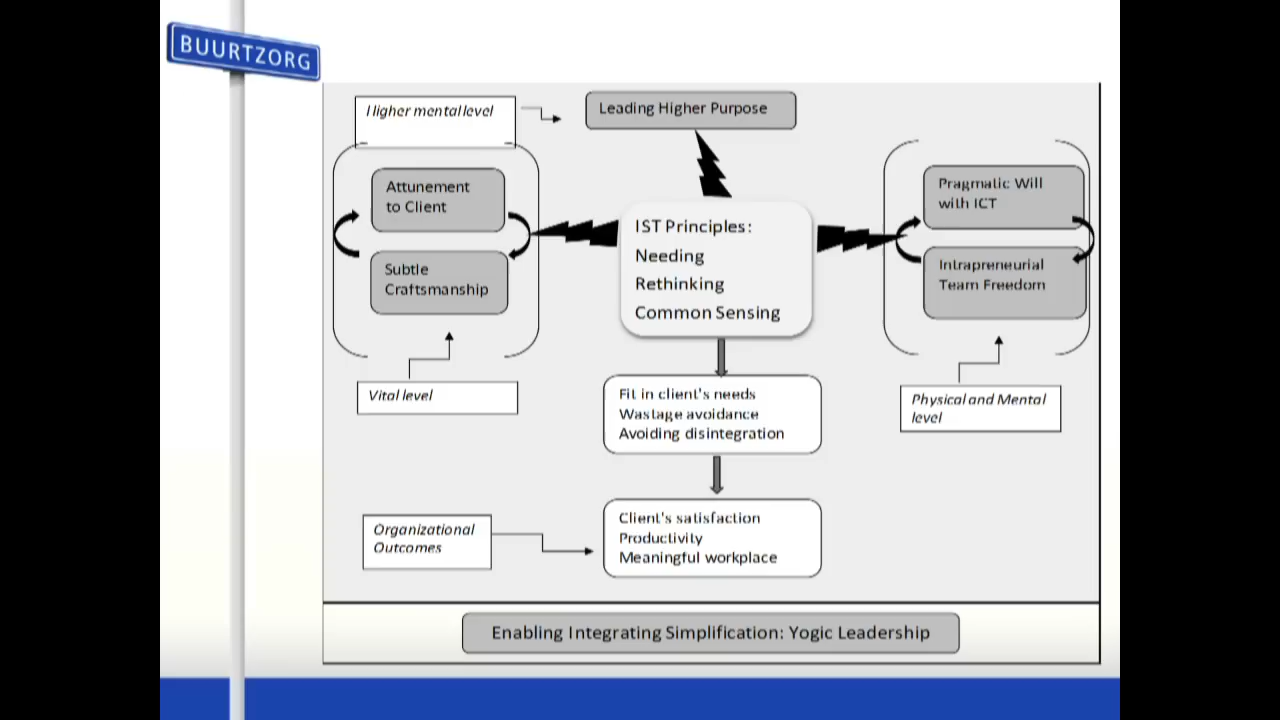 BUURTZORG
Higher mental level
Leading Higher Purpose
Attunement
to Client
Subtle
Craftsmanship
Vital level
IST Principles:
Needing
Rethinking
Common Sensing
Pragmatic Will
with ICT
Intrapreneurial
Team Freedom
Physical and Mental
level
Fit in client's needs
Wastage avoidance
Avoiding disintegration
Organizational
Outcomes
Client's satisfaction
Productivity
Meaningful workplace
Enabling Integrating Simplification: Yogic Leadership